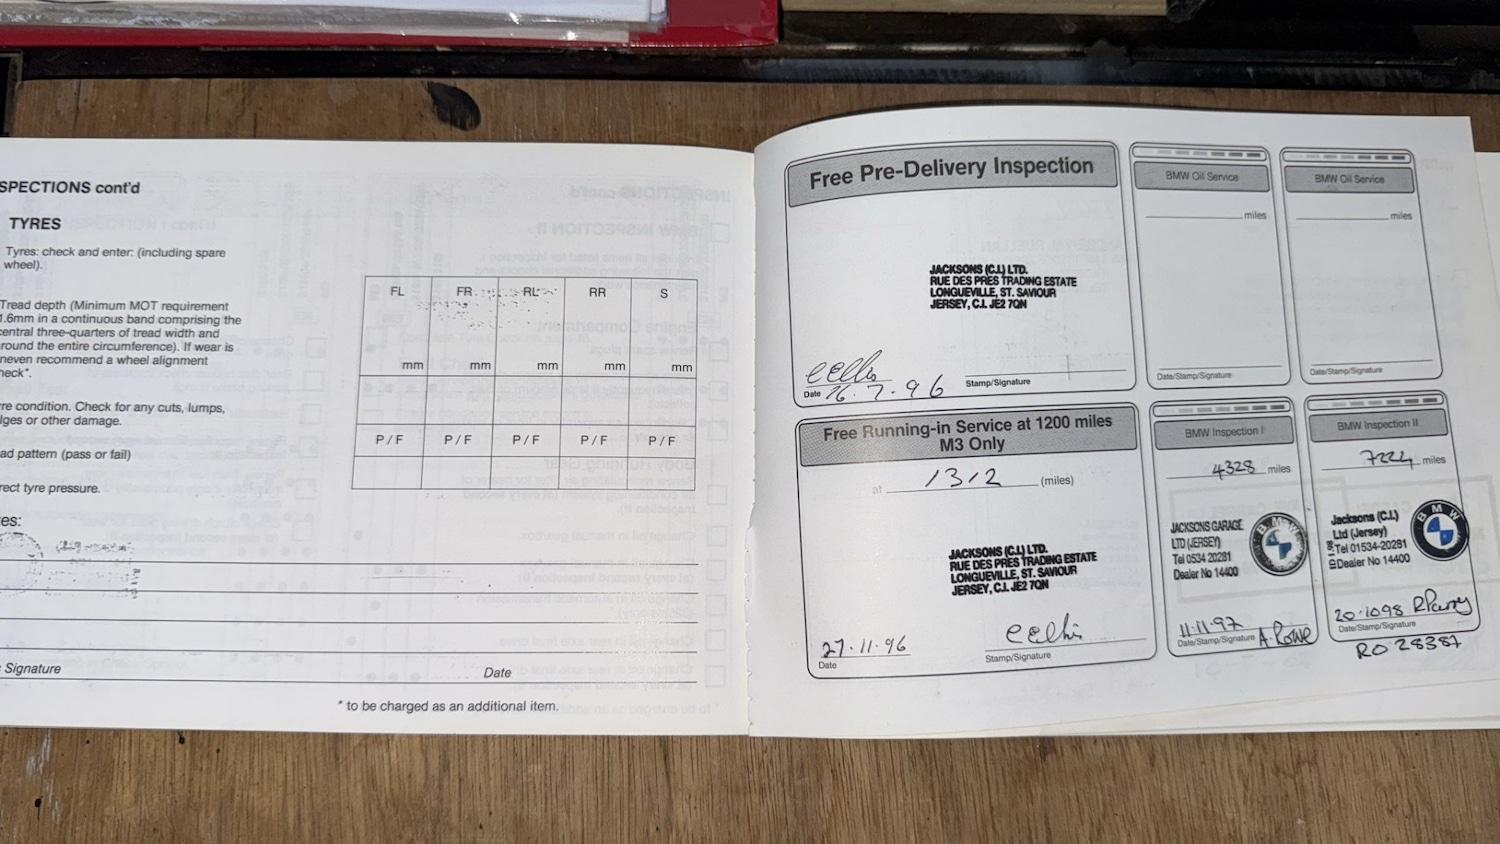 SPECTIONS cont'd
TYRES
Tyres: check and enter: (including spare
wheel).
Tread depth (Minimum MOT requirement
1.6mm in a continuous band comprising the
central three-quarters of tread width and
round the entire circumference). If wear is
neven recommend a wheel alignment
heck*.
yre condition. Check for any cuts, lumps,
lges or other damage.
ad pattern (pass or fail)
rect tyre pressure.
es:
FL FR RL RR S
mm mm mm mm mm
P / F P / F P / F P / F P / F
Signature Date
* to be charged as an additional item.
Free Pre-Delivery Inspection
JACKSONS (C.I.) LTD.
RUE DES PRES TRADING ESTATE
LONGUEVILLE, ST. SAVIOUR
JERSEY, C.I. JE2 7QN
Date 26.7.96
Stamp/Signature
BMW Oil Service
miles
Date/Stamp/Signature
BMW Oil Service
miles
Date/Stamp/Signature
Free Running-in Service at 1200 miles
M3 Only
at 1312 (miles)
JACKSONS (C.I.) LTD.
RUE DES PRES TRADING ESTATE
LONGUEVILLE, ST. SAVIOUR
JERSEY, C.I. JE2 7QN
27.11.96
Date
Stamp/Signature
BMW Inspection I
4328 miles
JACKSONS GARAGE
LTD (JERSEY)
Tel 0534 20281
Dealer No 14400
BMW
11.11.97
Date/Stamp/Signature A. Rowe
BMW Inspection II
7224 miles
Jacksons (C.I.)
Ltd (Jersey)
Tel 01534-20281
Dealer No 14400
BMW
20.10.98 R Parry
Date/Stamp/Signature
RO 28387